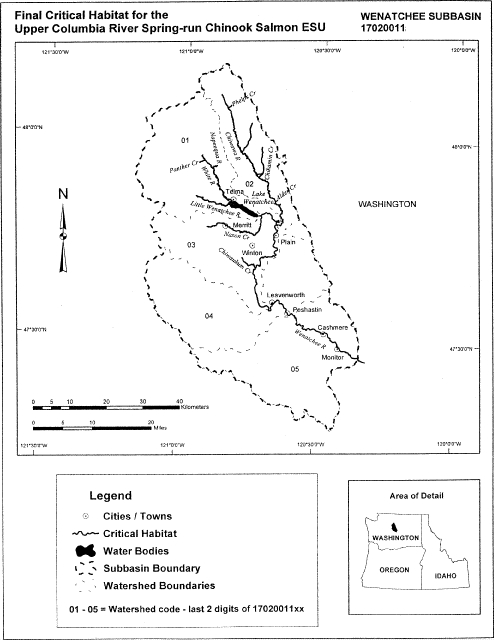 Final Critical Habitat for the
Upper Columbia River Spring-run Chinook Salmon ESU
WENATCHEE SUBBASIN
17020011
121°30'0"W
121°0'0"W
120°30'0"W
120°0'0"W
48°0'0"N
48°0'0"N
Phelps Cr
01
Napeequa R
Chiwawa R
Chikamin Cr
Panther Cr
White R
02
Telma
Lake
Wenatchee
Alder Cr
N
WASHINGTON
Little Wenatchee R
Merritt
Nason Cr
Plain
03
Winton
Chiwaukum Cr
Leavenworth
Peshastin
04
Cashmere
Wenatchee R
Monitor
47°30'0"N
47°30'0"N
05
0 5 10 20 30 40
Kilometers
0 5 10 20
Miles
121°30'0"W
121°0'0"W
120°30'0"W
120°0'0"W
Legend
Cities / Towns
Critical Habitat
Water Bodies
Subbasin Boundary
Watershed Boundaries
01 - 05 = Watershed code - last 2 digits of 17020011xx
Area of Detail
WASHINGTON
OREGON
IDAHO